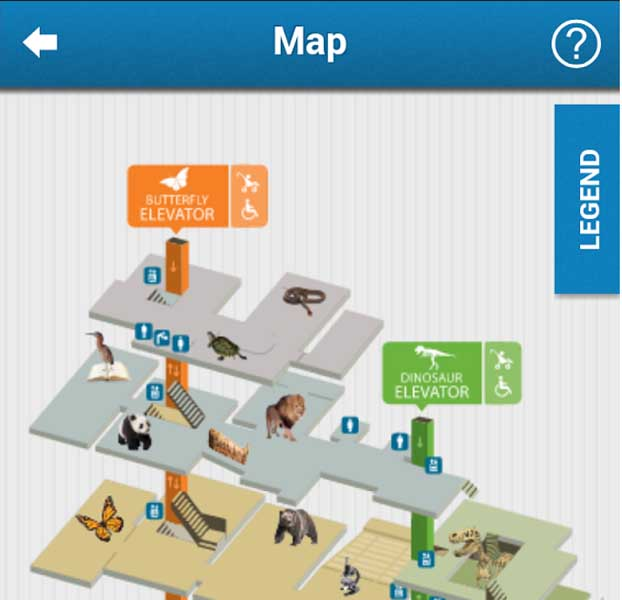 Map
?
LEGEND
BUTTERFLY
ELEVATOR
DINOSAUR
ELEVATOR